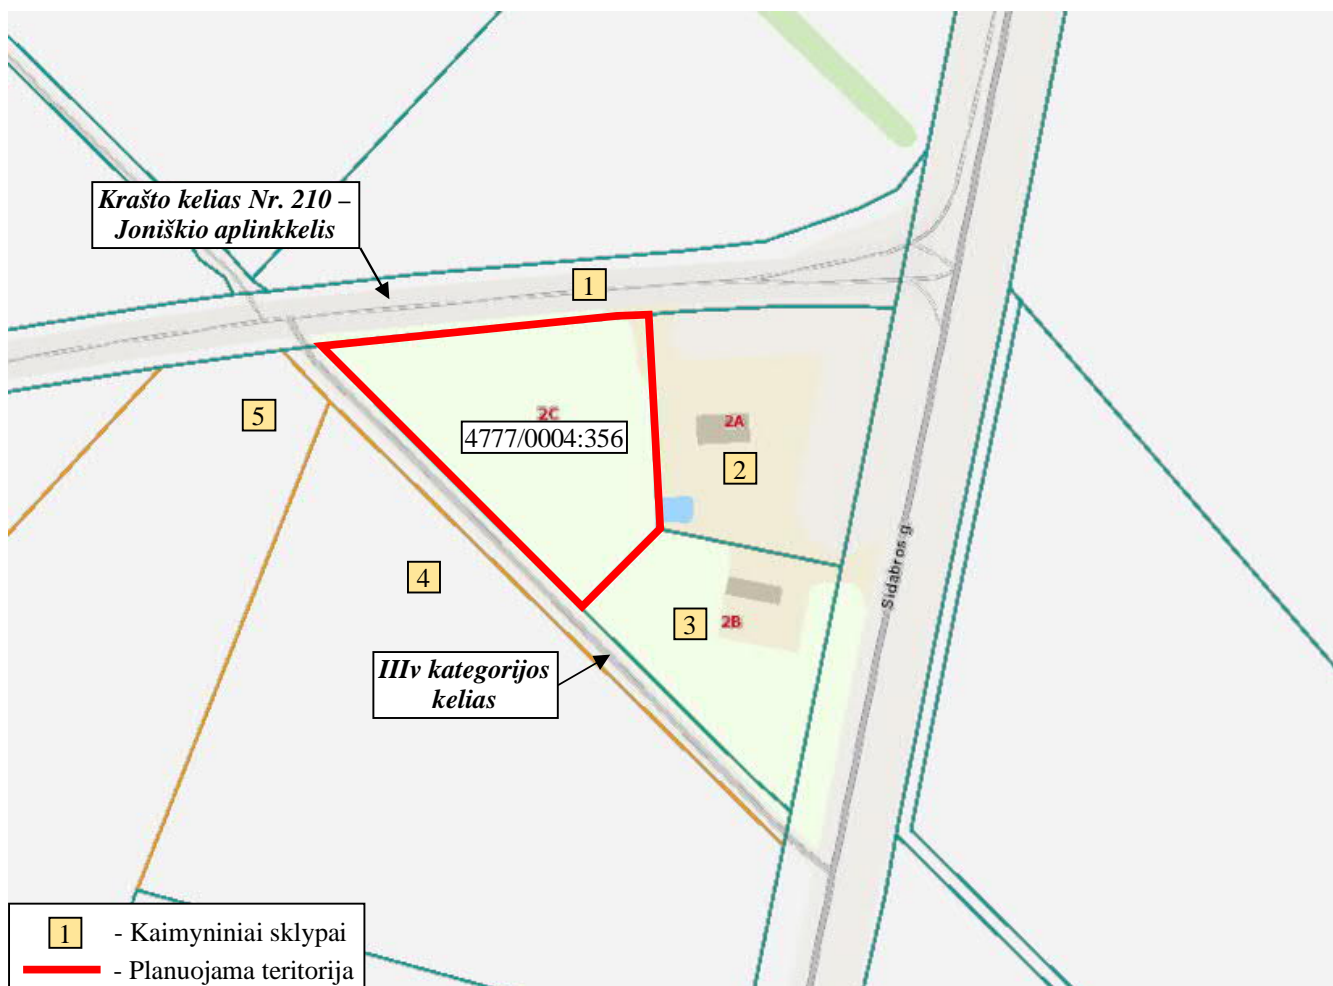 Krašto kelias Nr. 210 –
Joniškio aplinkkelis
1
5
2C
4777/0004:356
2A
2
Sidabros g.
4
3
2B
IIIv kategorijos
kelias
1 - Kaimyniniai sklypai
- Planuojama teritorija